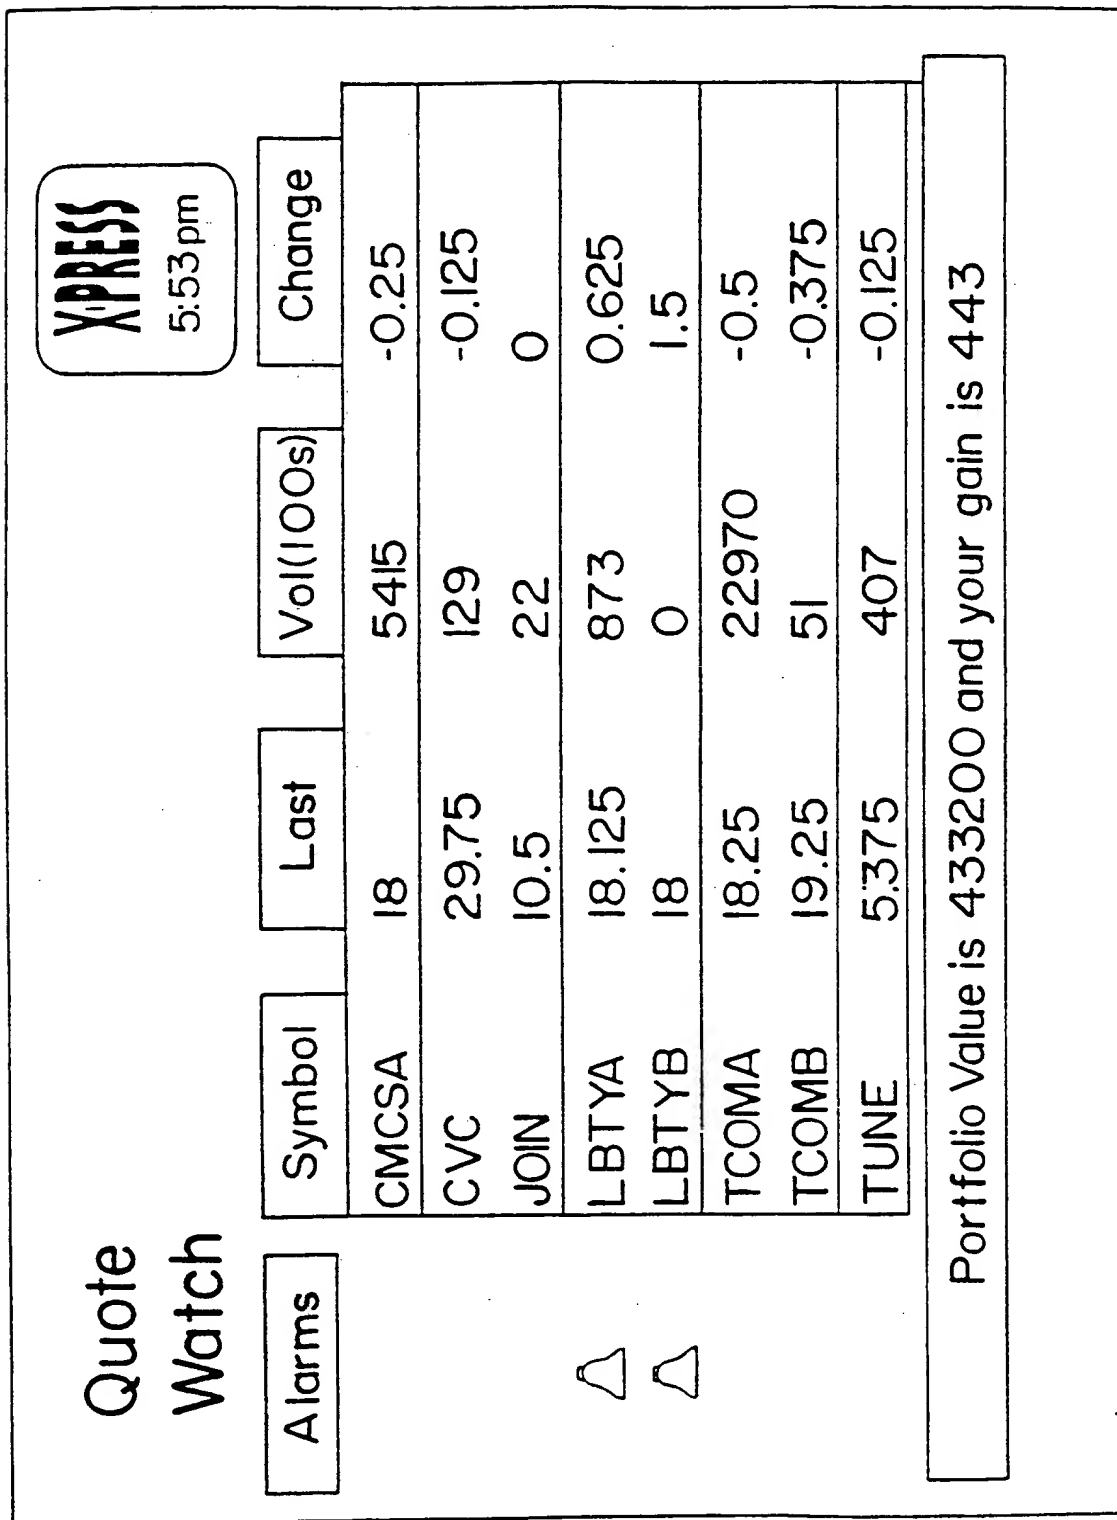 Quote
Watch
X·PRESS
5:53pm
Alarms Symbol Last Vol(100s) Change
CMCSA 18 5415 -0.25
CVC 29.75 129 -0.125
JOIN 10.5 22 0
LBTYA 18.125 873 0.625
LBTYB 18 0 1.5
TCOMA 18.25 22970 -0.5
TCOMB 19.25 51 -0.375
TUNE 5.375 407 -0.125
Portfolio Value is 433200 and your gain is 443